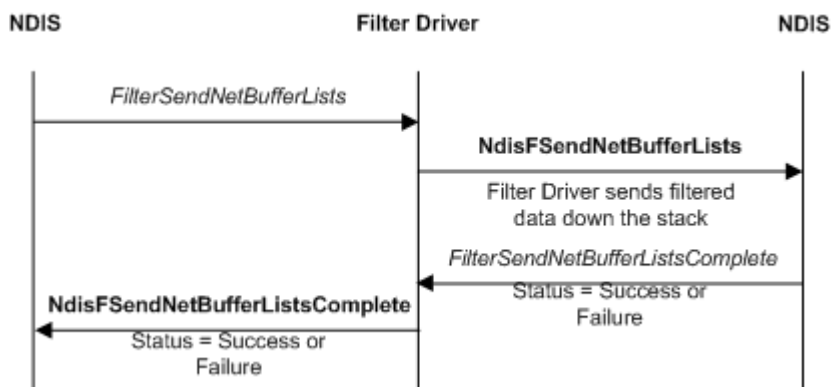 NDIS Filter Driver NDIS
FilterSendNetBufferLists
NdisFSendNetBufferLists
Filter Driver sends filtered
data down the stack
FilterSendNetBufferListsComplete
Status = Success or
Failure
NdisFSendNetBufferListsComplete
Status = Success or
Failure